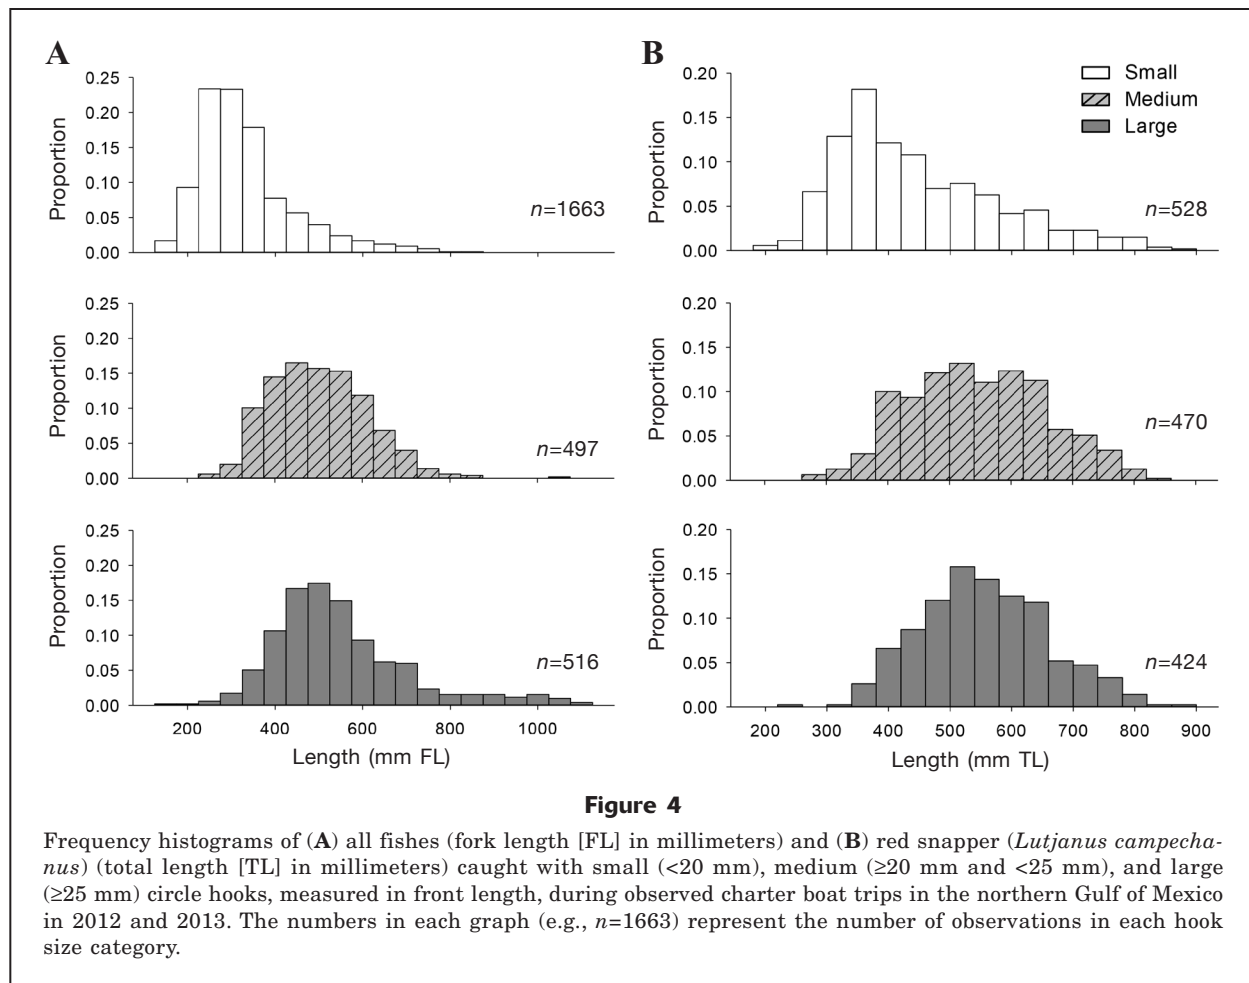 A
B
Small
Medium
Large
0.25
0.20
0.15
0.10
0.05
0.00
Proportion
n=1663
0.20
0.15
0.10
0.05
0.00
Proportion
n=528
0.25
0.20
0.15
0.10
0.05
0.00
Proportion
n=497
0.20
0.15
0.10
0.05
0.00
Proportion
n=470
0.25
0.20
0.15
0.10
0.05
0.00
Proportion
n=516
200 400 600 800 1000
Length (mm FL)
0.20
0.15
0.10
0.05
0.00
Proportion
n=424
200 300 400 500 600 700 800 900
Length (mm TL)
Figure 4
Frequency histograms of (A) all fishes (fork length [FL] in millimeters) and (B) red snapper (Lutjanus campecha-
nus) (total length [TL] in millimeters) caught with small (<20 mm), medium (≥20 mm and <25 mm), and large
(≥25 mm) circle hooks, measured in front length, during observed charter boat trips in the northern Gulf of Mexico
in 2012 and 2013. The numbers in each graph (e.g., n=1663) represent the number of observations in each hook
size category.